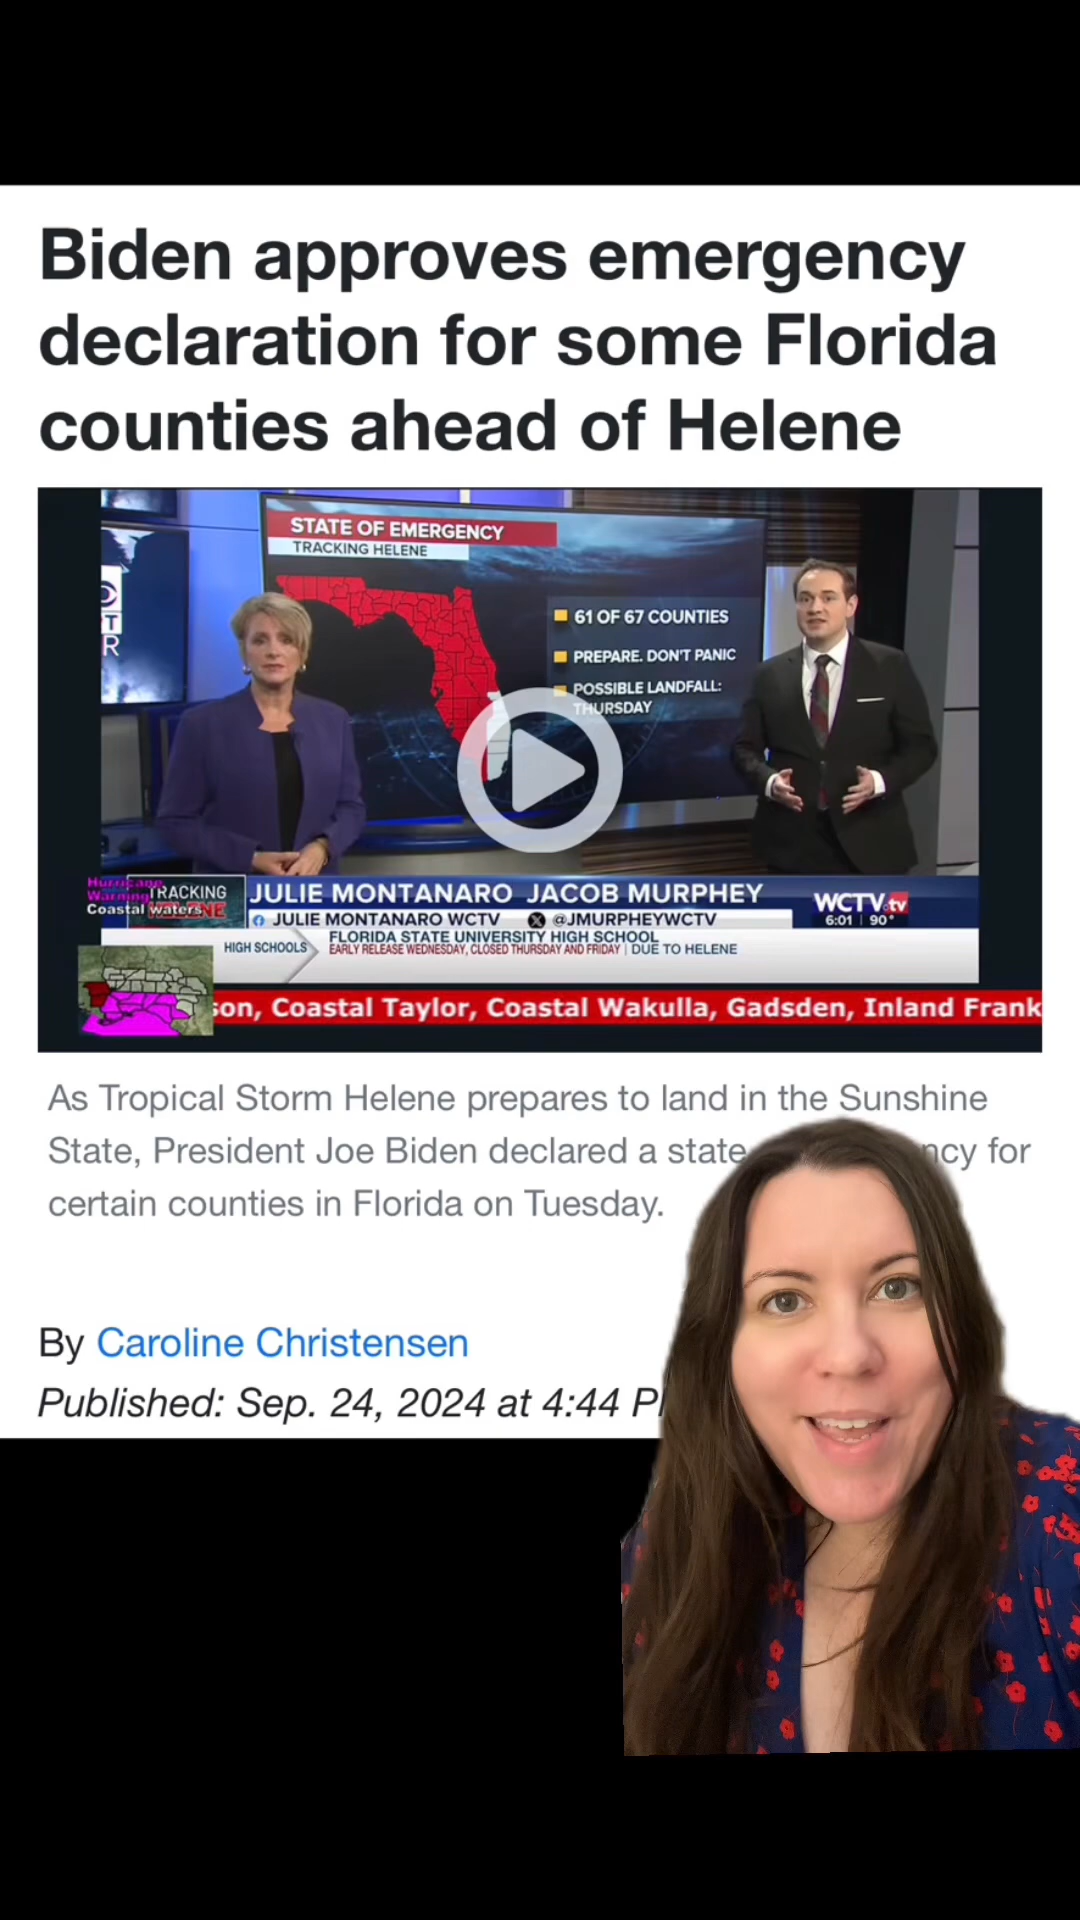 Biden approves emergency
declaration for some Florida
counties ahead of Helene
STATE OF EMERGENCY
TRACKING HELENE
61 OF 67 COUNTIES
PREPARE. DON'T PANIC
POSSIBLE LANDFALL:
THURSDAY
T
R
Hurricane
Warning
Coastal waters
TRACKING
JULIE MONTANARO JACOB MURPHEY
JULIE MONTANARO WCTV @JMURPHEYWCTV
WCTV.tv
6:01 90°
HIGH SCHOOLS
FLORIDA STATE UNIVERSITY HIGH SCHOOL
EARLY RELEASE WEDNESDAY, CLOSED THURSDAY AND FRIDAY | DUE TO HELENE
son, Coastal Taylor, Coastal Wakulla, Gadsden, Inland Frank
As Tropical Storm Helene prepares to land in the Sunshine
State, President Joe Biden declared a state ncy for
certain counties in Florida on Tuesday.
By Caroline Christensen
Published: Sep. 24, 2024 at 4:44 P